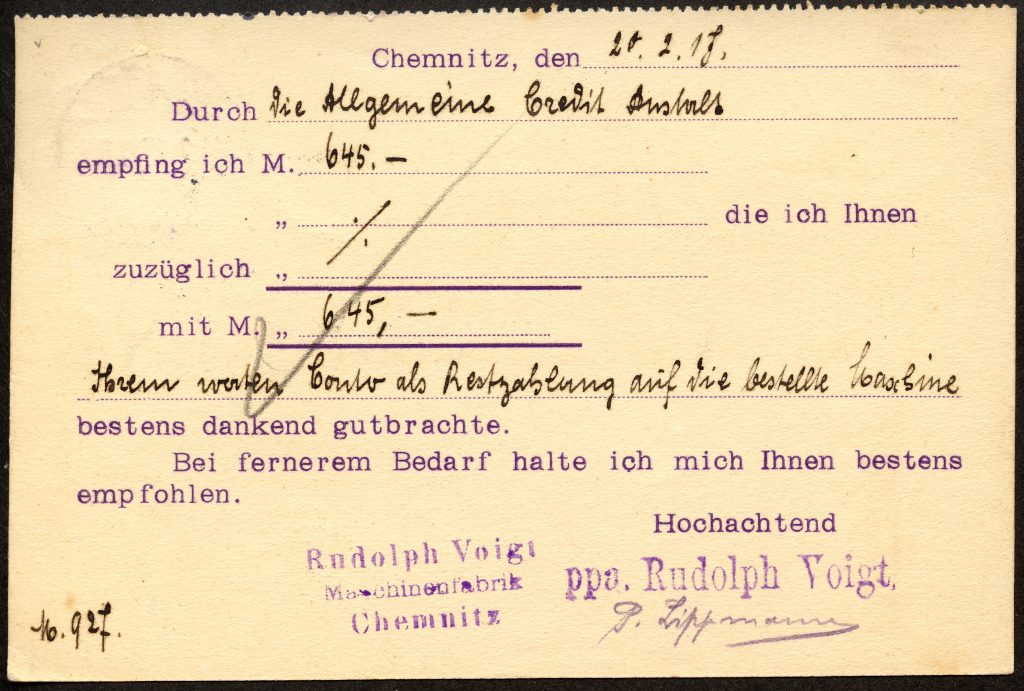 Chemnitz, den 20. 2. 17.
Durch die Allgemeine Credit Anstalt
empfing ich M. 645.—
„ ./. die ich Ihnen
zuzüglich „
mit M. „ 645,—
Ihrem werten Conto als Restzahlung auf die bestellte Maschine
bestens dankend gutbrachte.
Bei fernerem Bedarf halte ich mich Ihnen bestens
empfohlen.
Hochachtend
Rudolph Voigt
Maschinenfabrik
Chemnitz
ppa. Rudolph Voigt,
P. Lippmann
M. 927.